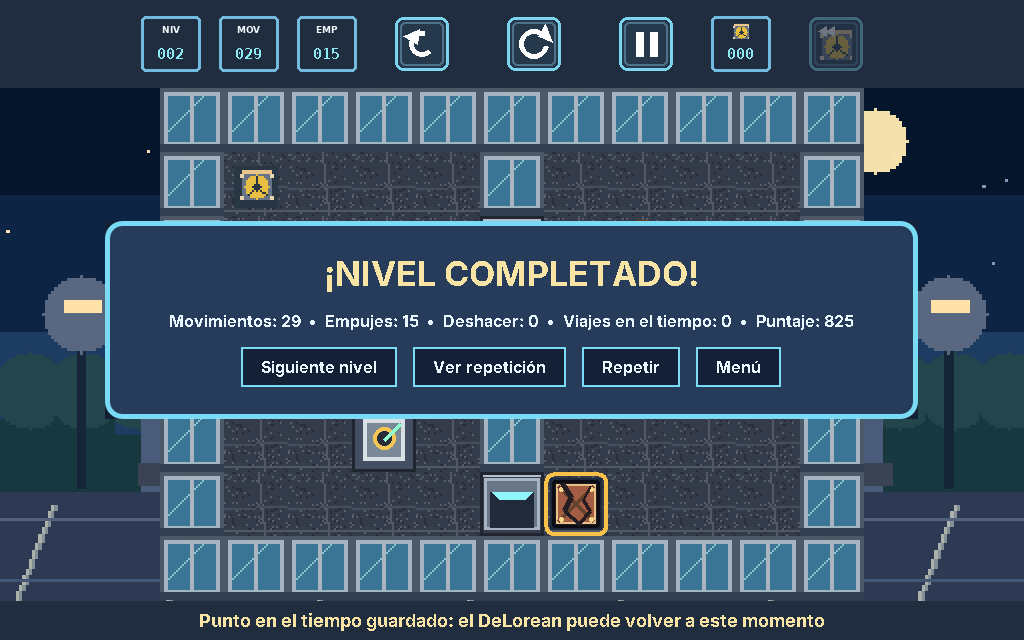 NIV
002
MOV
029
EMP
015
000
¡NIVEL COMPLETADO!
Movimientos: 29 • Empujes: 15 • Deshacer: 0 • Viajes en el tiempo: 0 • Puntaje: 825
Siguiente nivel
Ver repetición
Repetir
Menú
Punto en el tiempo guardado: el DeLorean puede volver a este momento